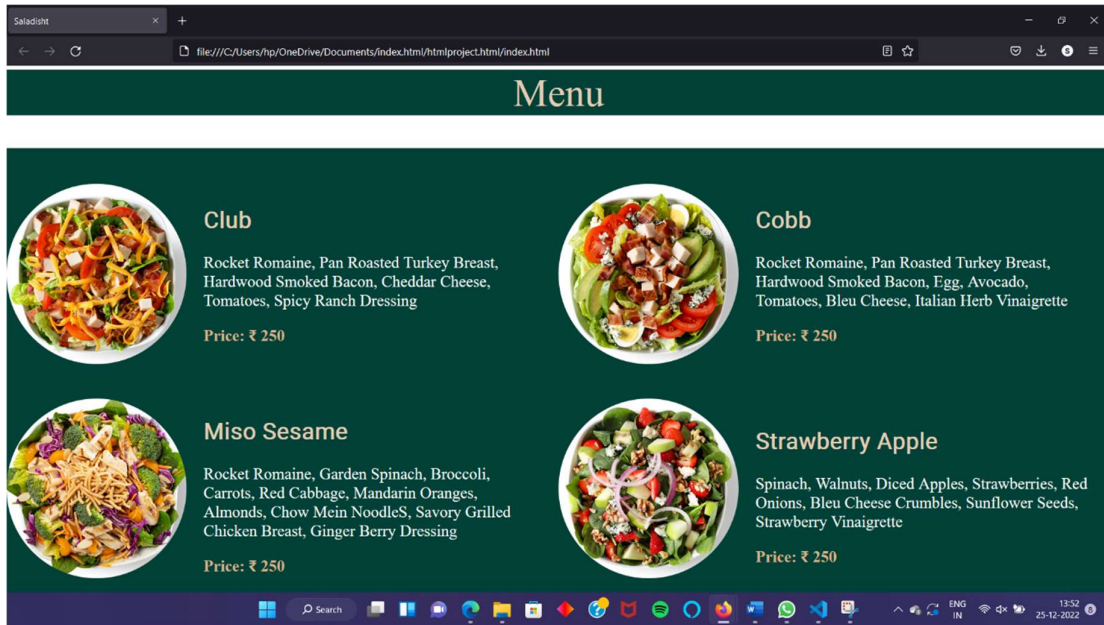 Saladisht
file:///C:/Users/hp/OneDrive/Documents/index.html/htmlproject.html/index.html
S
Menu
Club
Rocket Romaine, Pan Roasted Turkey Breast,
Hardwood Smoked Bacon, Cheddar Cheese,
Tomatoes, Spicy Ranch Dressing
Price: ₹ 250
Cobb
Rocket Romaine, Pan Roasted Turkey Breast,
Hardwood Smoked Bacon, Egg, Avocado,
Tomatoes, Bleu Cheese, Italian Herb Vinaigrette
Price: ₹ 250
Miso Sesame
Rocket Romaine, Garden Spinach, Broccoli,
Carrots, Red Cabbage, Mandarin Oranges,
Almonds, Chow Mein NoodleS, Savory Grilled
Chicken Breast, Ginger Berry Dressing
Price: ₹ 250
Strawberry Apple
Spinach, Walnuts, Diced Apples, Strawberries, Red
Onions, Bleu Cheese Crumbles, Sunflower Seeds,
Strawberry Vinaigrette
Price: ₹ 250
Search
ENG
IN
13:52
25-12-2022